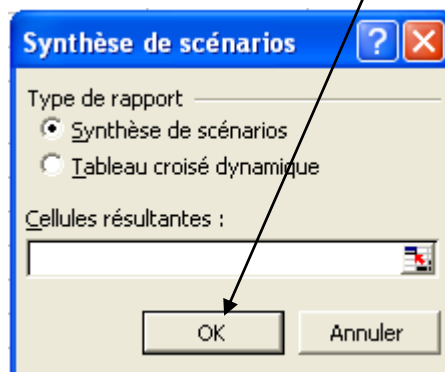 Synthèse de scénarios
Type de rapport
Synthèse de scénarios
Tableau croisé dynamique
Cellules résultantes :
OK Annuler